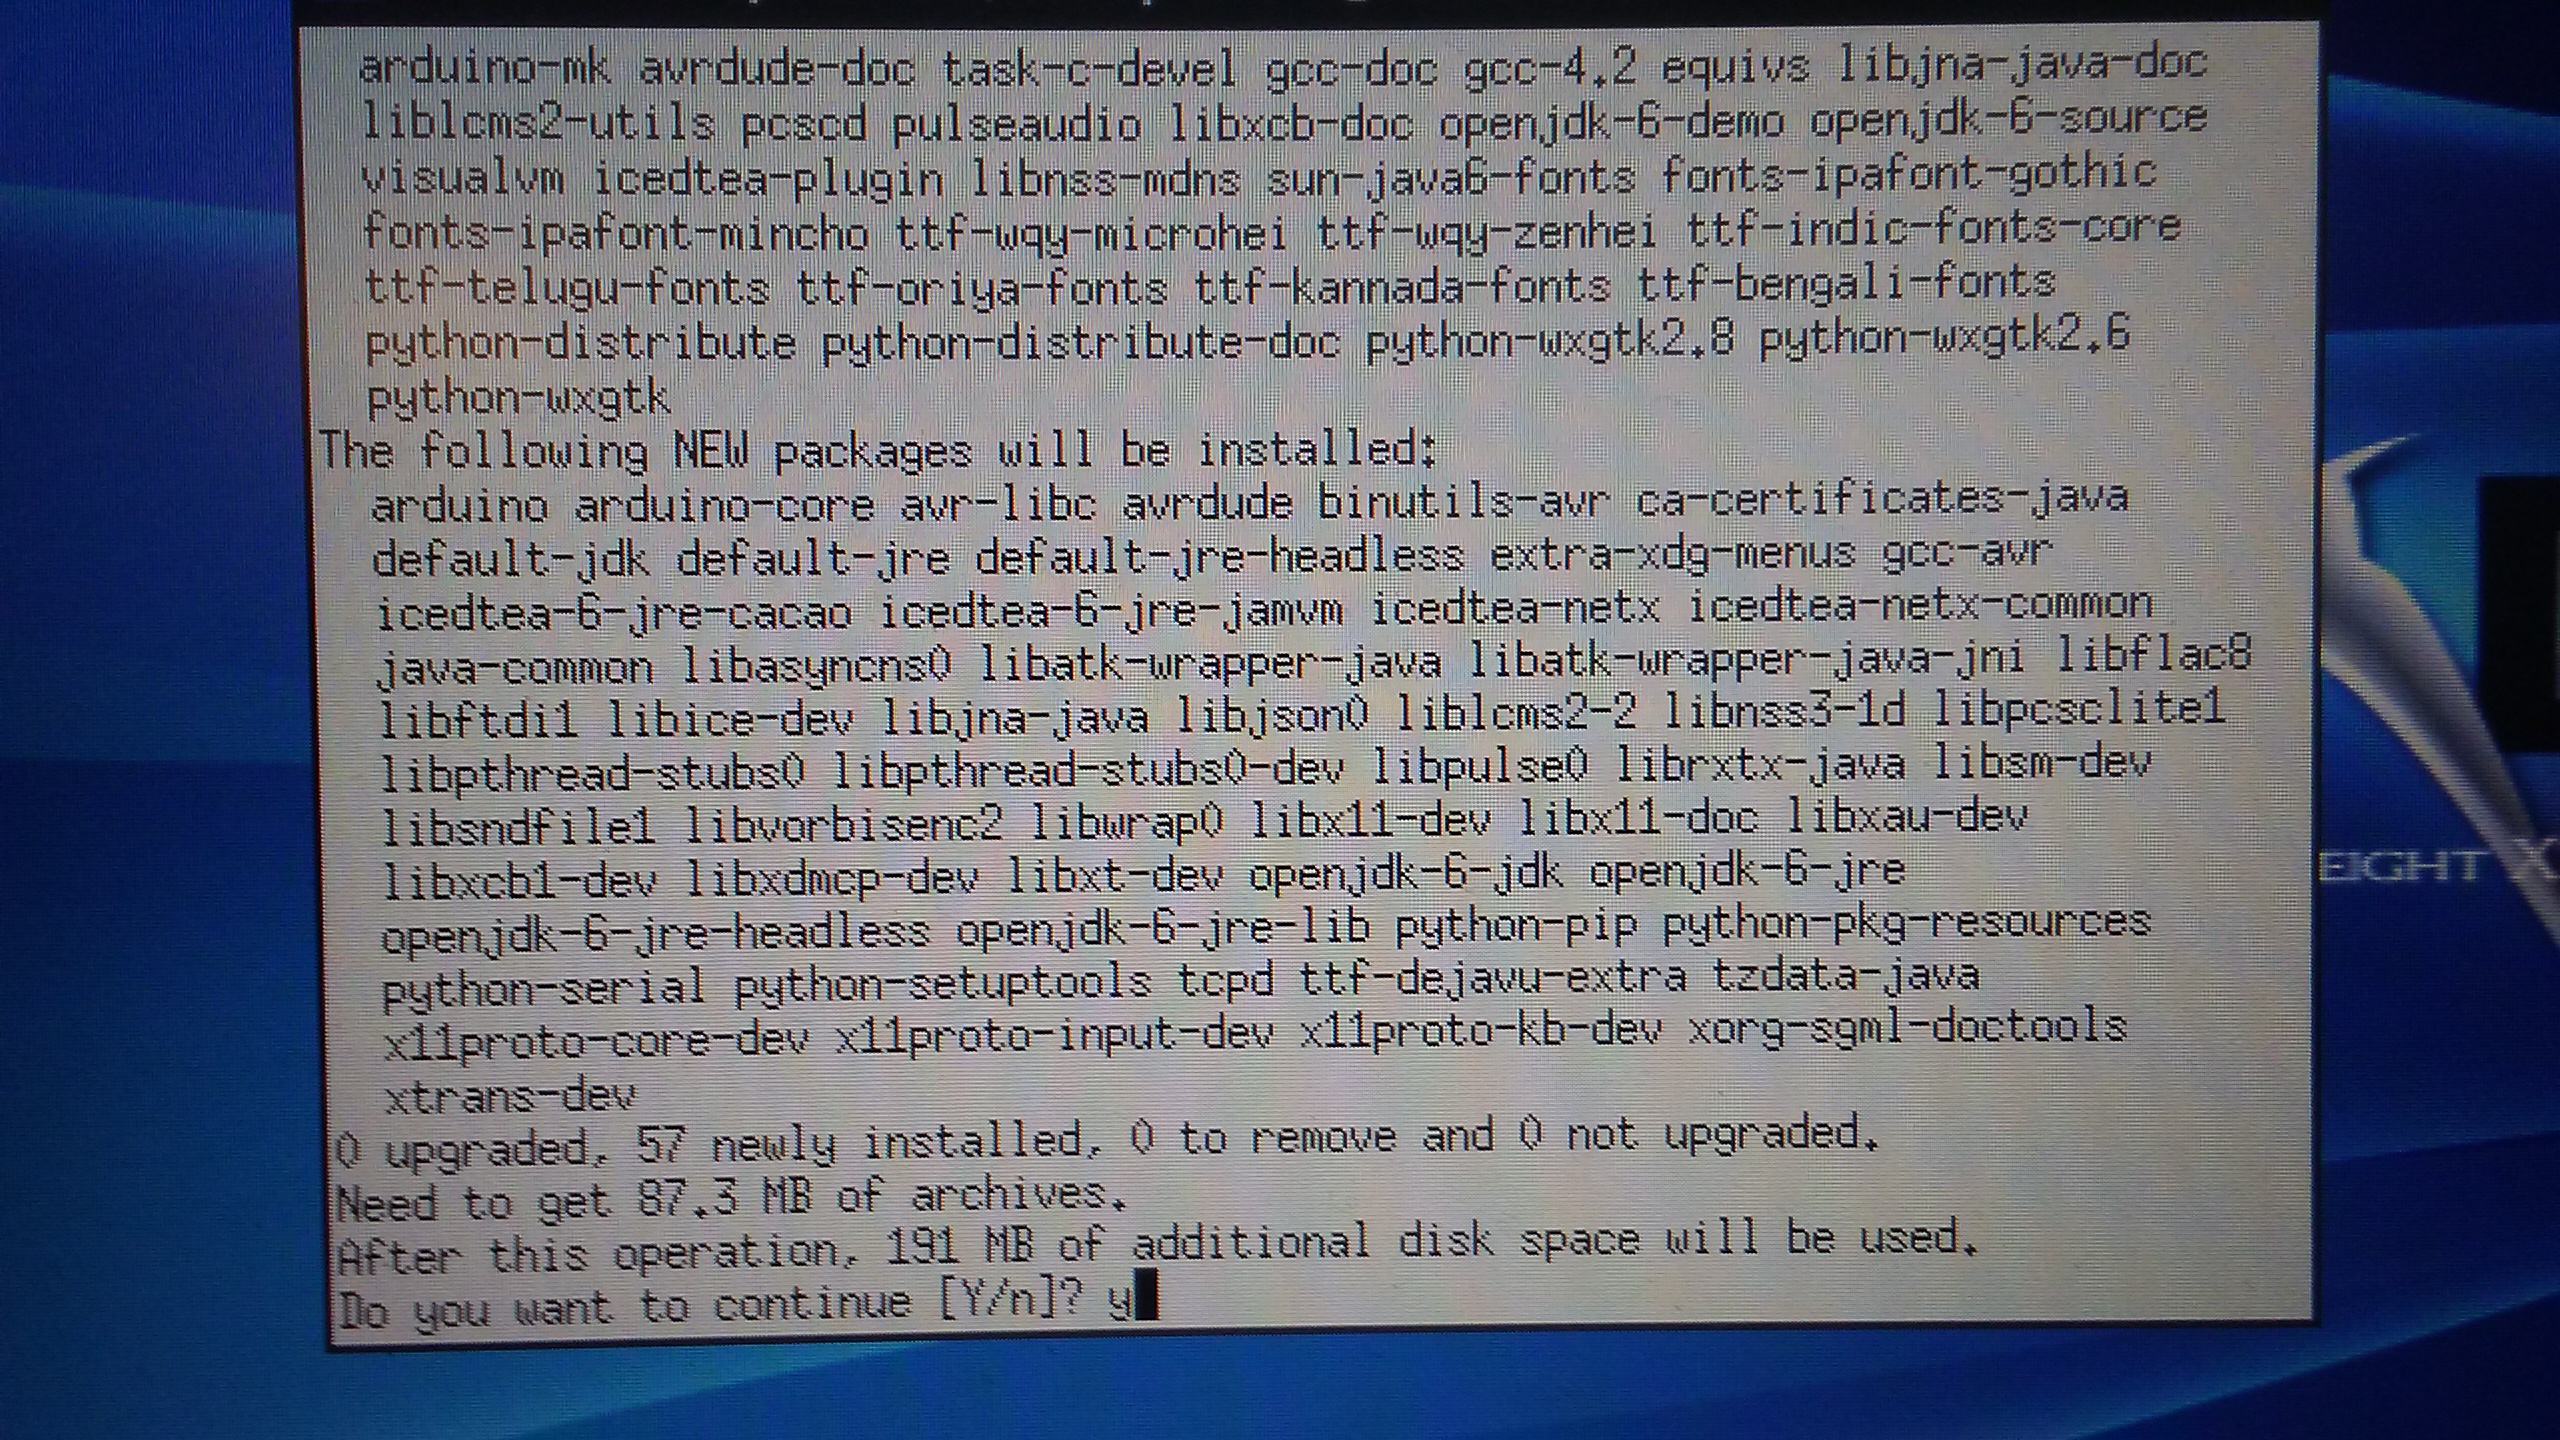 arduino-mk avrdude-doc task-c-devel gcc-doc gcc-4.2 equivs libjna-java-doc
liblcms2-utils pcscd pulseaudio libxcb-doc openjdk-6-demo openjdk-6-source
visualvm icedtea-plugin libnss-mdns sun-java6-fonts fonts-ipafont-gothic
fonts-ipafont-mincho ttf-wqy-microhei ttf-wqy-zenhei ttf-indic-fonts-core
ttf-telugu-fonts ttf-oriya-fonts ttf-kannada-fonts ttf-bengali-fonts
python-distribute python-distribute-doc python-wxgtk2.8 python-wxgtk2.6
python-wxgtk
The following NEW packages will be installed:
arduino arduino-core avr-libc avrdude binutils-avr ca-certificates-java
default-jdk default-jre default-jre-headless extra-xdg-menus gcc-avr
icedtea-6-jre-cacao icedtea-6-jre-jamvm icedtea-netx icedtea-netx-common
java-common libasyncns0 libatk-wrapper-java libatk-wrapper-java-jni libflac8
libftdi1 libice-dev libjna-java libjson0 liblcms2-2 libnss3-1d libpcsclite1
libpthread-stubs0 libpthread-stubs0-dev libpulse0 librxtx-java libsm-dev
libsndfile1 libvorbisenc2 libwrap0 libx11-dev libx11-doc libxau-dev
libxcb1-dev libxdmcp-dev libxt-dev openjdk-6-jdk openjdk-6-jre
openjdk-6-jre-headless openjdk-6-jre-lib python-pip python-pkg-resources
python-serial python-setuptools tcpd ttf-dejavu-extra tzdata-java
x11proto-core-dev x11proto-input-dev x11proto-kb-dev xorg-sgml-doctools
xtrans-dev
0 upgraded, 57 newly installed, 0 to remove and 0 not upgraded.
Need to get 87.3 MB of archives.
After this operation, 191 MB of additional disk space will be used.
Do you want to continue [Y/n]? y
EIGHT X